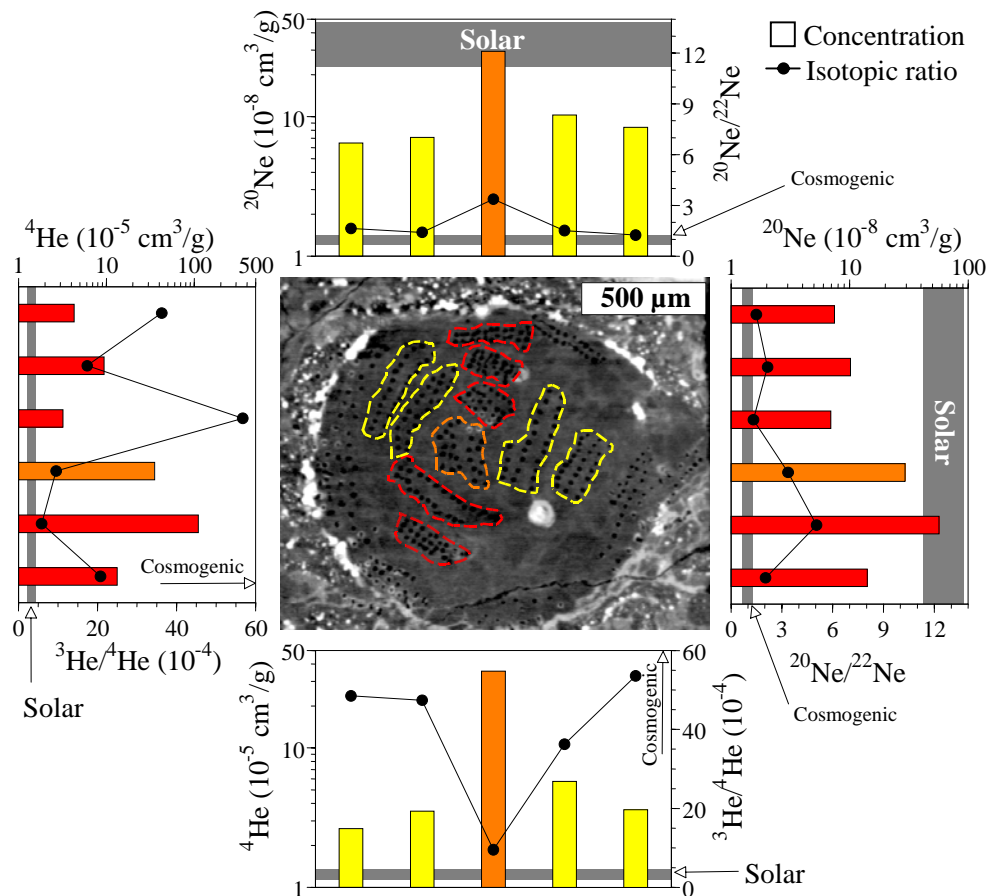 50
10
1
²⁰Ne (10⁻⁸ cm³/g)
Solar
12
9
6
3
0
²⁰Ne/²²Ne
Concentration
Isotopic ratio
Cosmogenic
⁴He (10⁻⁵ cm³/g)
1 10 100 500
Cosmogenic
0 20 40 60
³He/⁴He (10⁻⁴)
Solar
500 µm
²⁰Ne (10⁻⁸ cm³/g)
1 10 100
Solar
0 3 6 9 12
²⁰Ne/²²Ne
Cosmogenic
50
10
1
⁴He (10⁻⁵ cm³/g)
Cosmogenic
60
40
20
0
³He/⁴He (10⁻⁴)
Solar